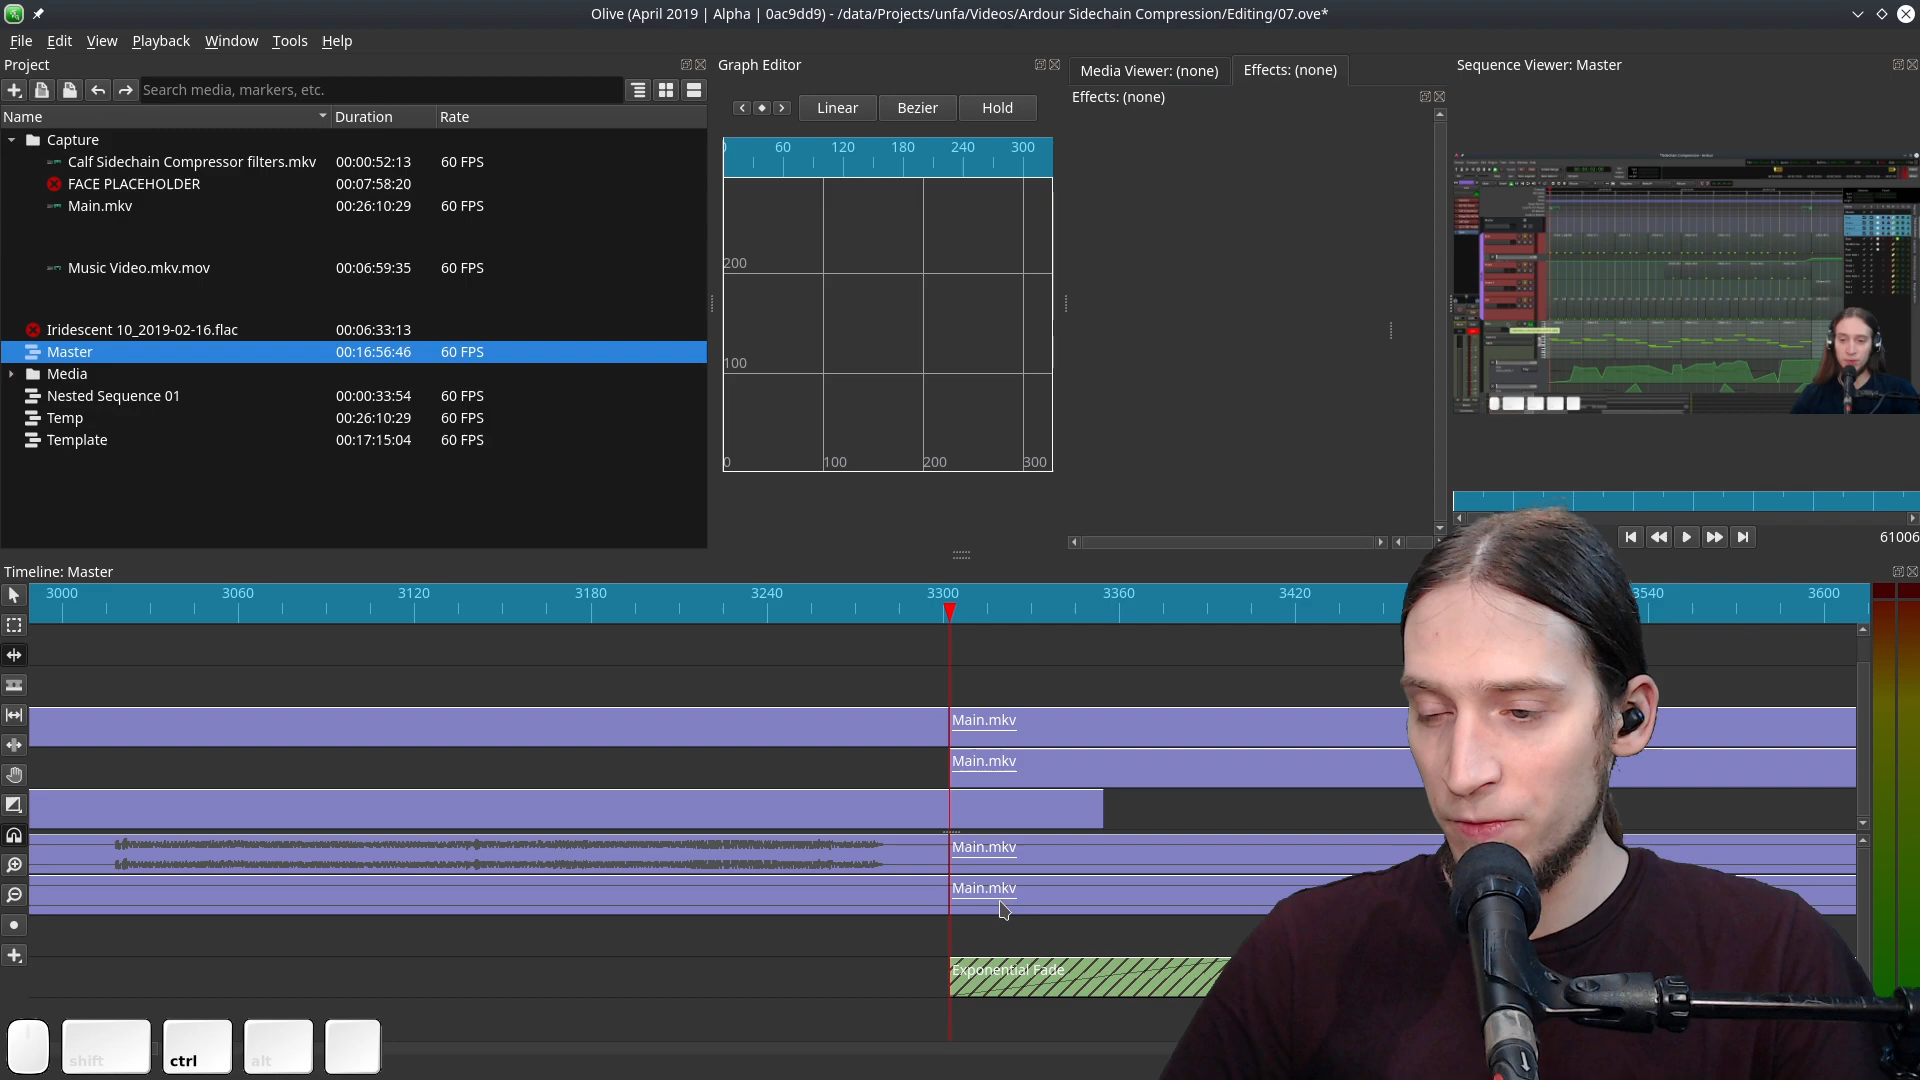 Olive (April 2019 | Alpha | 0ac9dd9) - /data/Projects/unfa/Videos/Ardour Sidechain Compression/Editing/07.ove*
File Edit View Playback Window Tools Help
Project
Search media, markers, etc.
Name Duration Rate
Capture
Calf Sidechain Compressor filters.mkv 00:00:52:13 60 FPS
FACE PLACEHOLDER 00:07:58:20
Main.mkv 00:26:10:29 60 FPS
Music Video.mkv.mov 00:06:59:35 60 FPS
Iridescent 10_2019-02-16.flac 00:06:33:13
Master 00:16:56:46 60 FPS
Media
Nested Sequence 01 00:00:33:54 60 FPS
Temp 00:26:10:29 60 FPS
Template 00:17:15:04 60 FPS
Graph Editor
Linear Bezier Hold
60 120 180 240 300
200
100
0 100 200 300
Media Viewer: (none) Effects: (none)
Effects: (none)
Sequence Viewer: Master
61006
Timeline: Master
3000 3060 3120 3180 3240 3300 3360 3420 3540 3600
Main.mkv
Main.mkv
Main.mkv
Main.mkv
Exponential Fade
shift ctrl alt